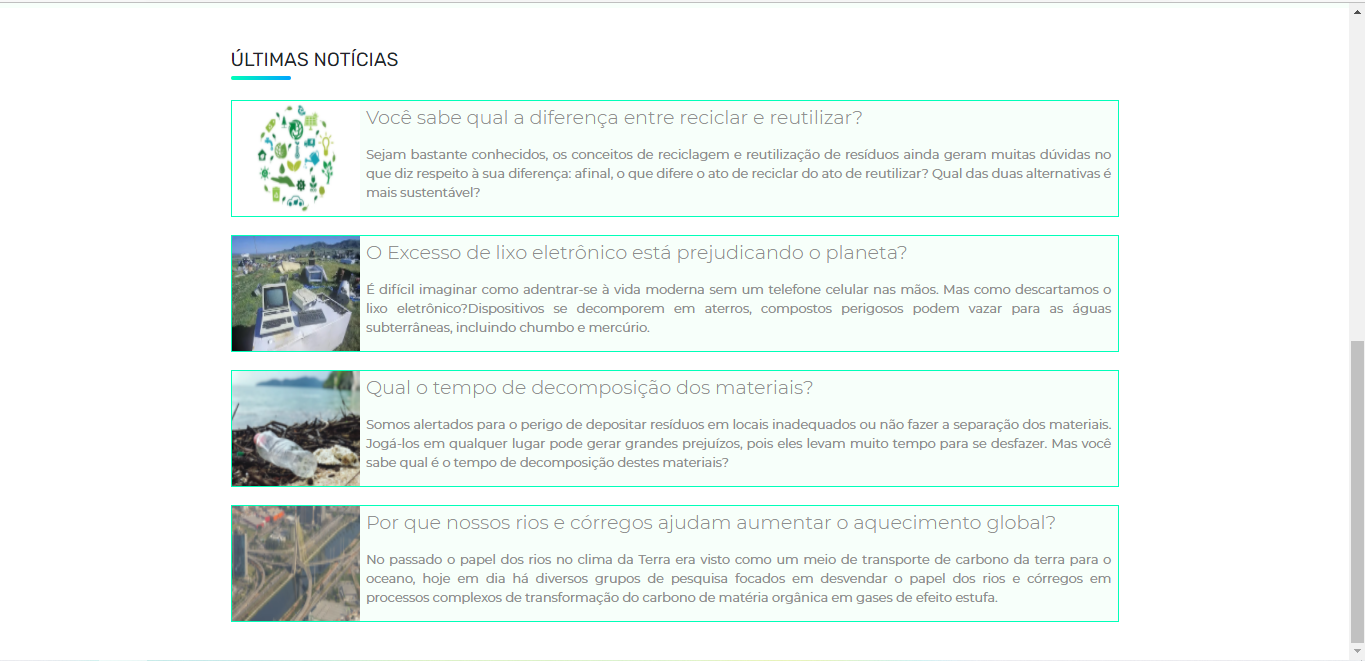 ÚLTIMAS NOTÍCIAS
Você sabe qual a diferença entre reciclar e reutilizar?
Sejam bastante conhecidos, os conceitos de reciclagem e reutilização de resíduos ainda geram muitas dúvidas no
que diz respeito à sua diferença: afinal, o que difere o ato de reciclar do ato de reutilizar? Qual das duas alternativas é
mais sustentável?
O Excesso de lixo eletrônico está prejudicando o planeta?
É difícil imaginar como adentrar-se à vida moderna sem um telefone celular nas mãos. Mas como descartamos o
lixo eletrônico?Dispositivos se decomporem em aterros, compostos perigosos podem vazar para as águas
subterrâneas, incluindo chumbo e mercúrio.
Qual o tempo de decomposição dos materiais?
Somos alertados para o perigo de depositar resíduos em locais inadequados ou não fazer a separação dos materiais.
Jogá-los em qualquer lugar pode gerar grandes prejuízos, pois eles levam muito tempo para se desfazer. Mas você
sabe qual é o tempo de decomposição destes materiais?
Por que nossos rios e córregos ajudam aumentar o aquecimento global?
No passado o papel dos rios no clima da Terra era visto como um meio de transporte de carbono da terra para o
oceano, hoje em dia há diversos grupos de pesquisa focados em desvendar o papel dos rios e córregos em
processos complexos de transformação do carbono de matéria orgânica em gases de efeito estufa.